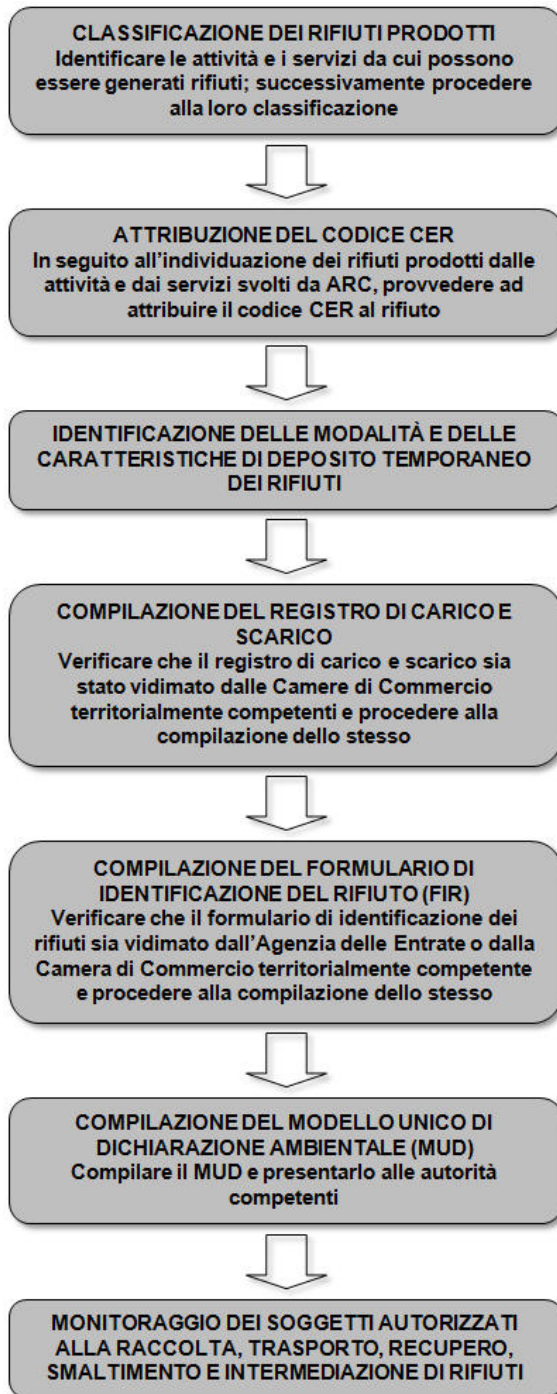 CLASSIFICAZIONE DEI RIFIUTI PRODOTTI
Identificare le attività e i servizi da cui possono
essere generati rifiuti; successivamente procedere
alla loro classificazione
ATTRIBUZIONE DEL CODICE CER
In seguito all'individuazione dei rifiuti prodotti dalle
attività e dai servizi svolti da ARC, provvedere ad
attribuire il codice CER al rifiuto
IDENTIFICAZIONE DELLE MODALITÀ E DELLE
CARATTERISTICHE DI DEPOSITO TEMPORANEO
DEI RIFIUTI
COMPILAZIONE DEL REGISTRO DI CARICO E
SCARICO
Verificare che il registro di carico e scarico sia
stato vidimato dalle Camere di Commercio
territorialmente competenti e procedere alla
compilazione dello stesso
COMPILAZIONE DEL FORMULARIO DI
IDENTIFICAZIONE DEL RIFIUTO (FIR)
Verificare che il formulario di identificazione dei
rifiuti sia vidimato dall'Agenzia delle Entrate o dalla
Camera di Commercio territorialmente competente
e procedere alla compilazione dello stesso
COMPILAZIONE DEL MODELLO UNICO DI
DICHIARAZIONE AMBIENTALE (MUD)
Compilare il MUD e presentarlo alle autorità
competenti
MONITORAGGIO DEI SOGGETTI AUTORIZZATI
ALLA RACCOLTA, TRASPORTO, RECUPERO,
SMALTIMENTO E INTERMEDIAZIONE DI RIFIUTI